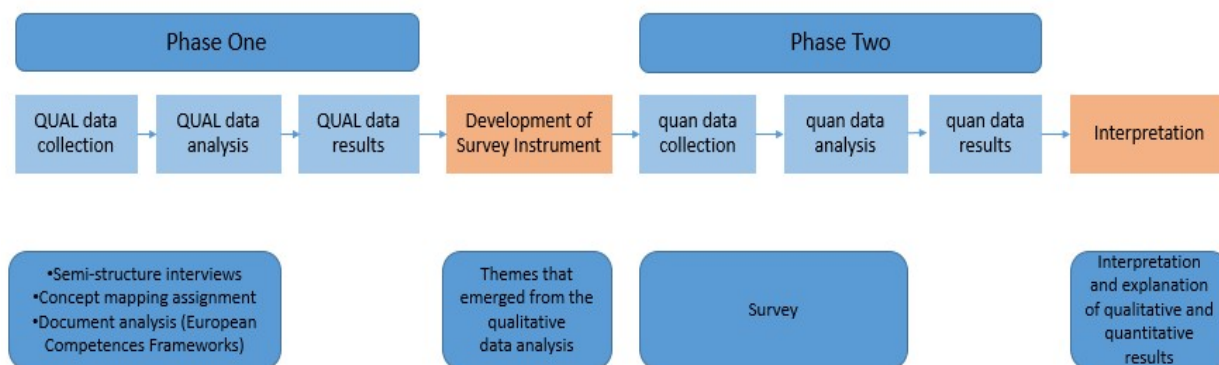 Phase One
Phase Two
QUAL data
collection
QUAL data
analysis
QUAL data
results
Development of
Survey Instrument
quan data
collection
quan data
analysis
quan data
results
Interpretation
•Semi-structure interviews
•Concept mapping assignment
•Document analysis (European
Competences Frameworks)
Themes that
emerged from the
qualitative
data analysis
Survey
Interpretation
and explanation
of qualitative and
quantitative
results